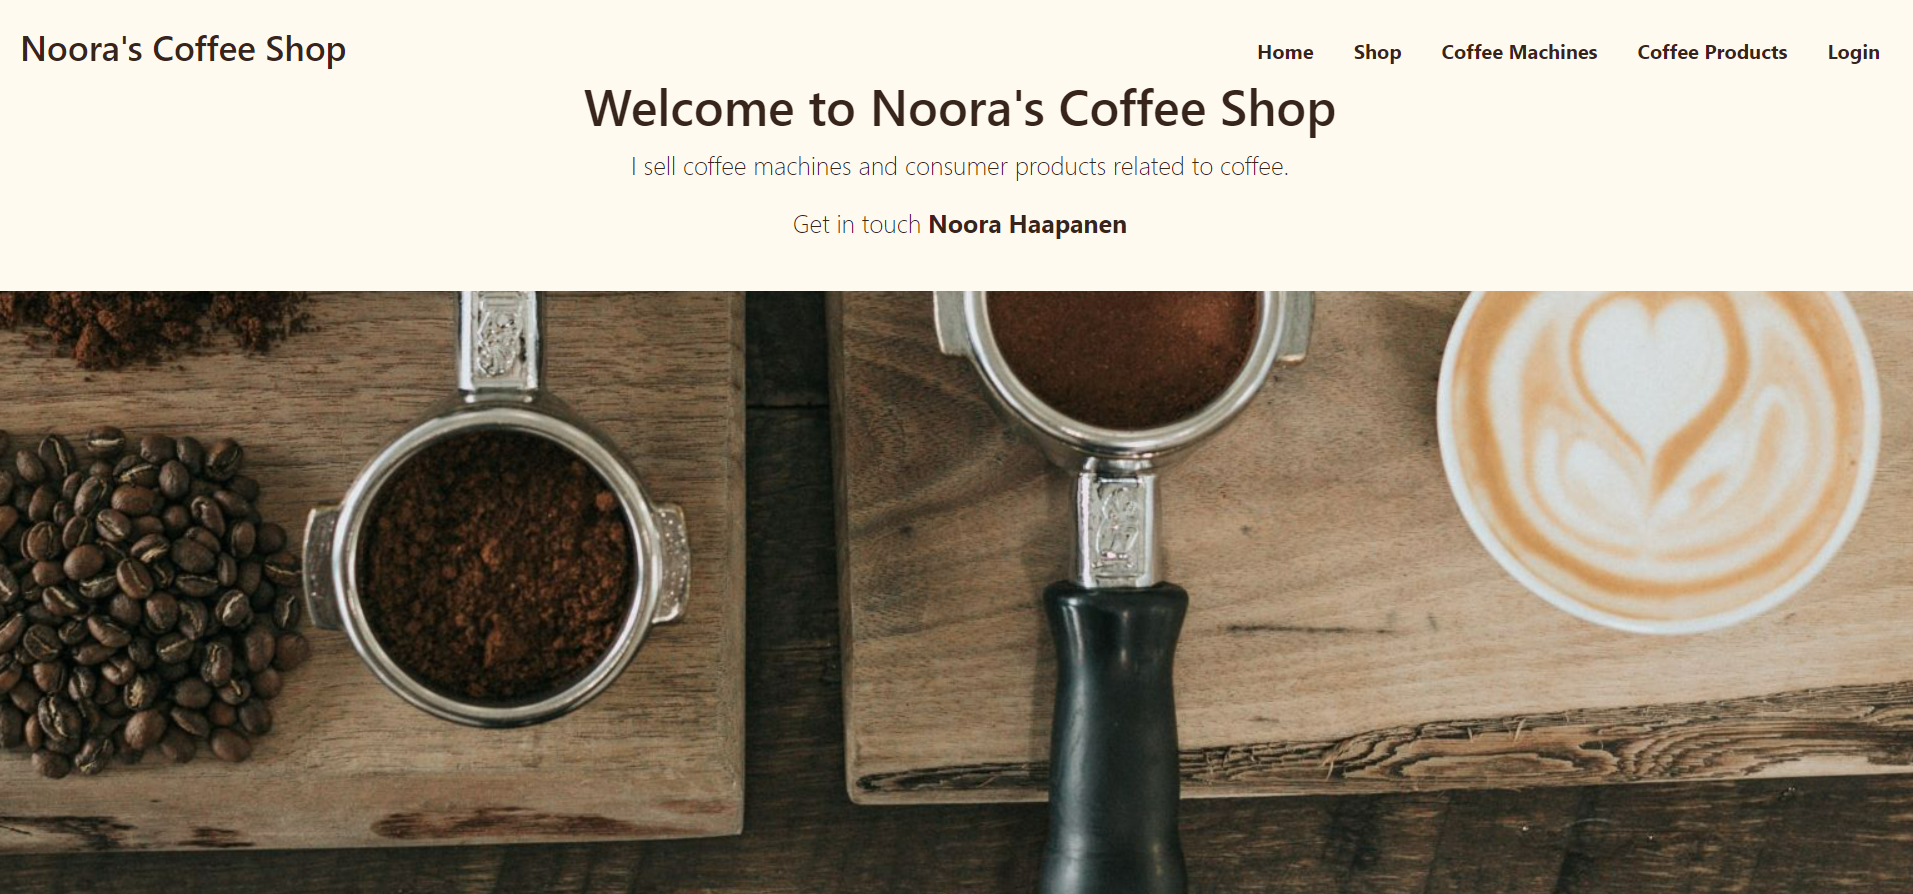 Noora's Coffee Shop
Home Shop Coffee Machines Coffee Products Login
Welcome to Noora's Coffee Shop
I sell coffee machines and consumer products related to coffee.
Get in touch Noora Haapanen